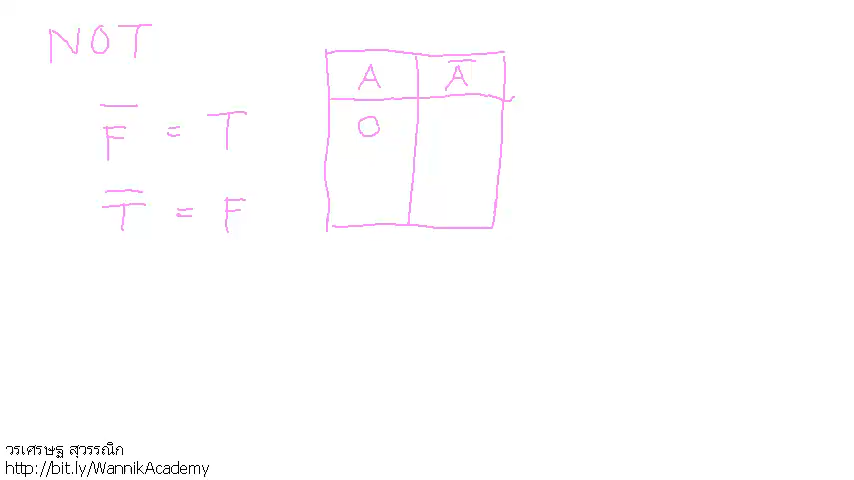 NOT
F̅ = T
T̅ = F
A A̅
0
วรเศรษฐ สุวรรณิก
http://bit.ly/WannikAcademy